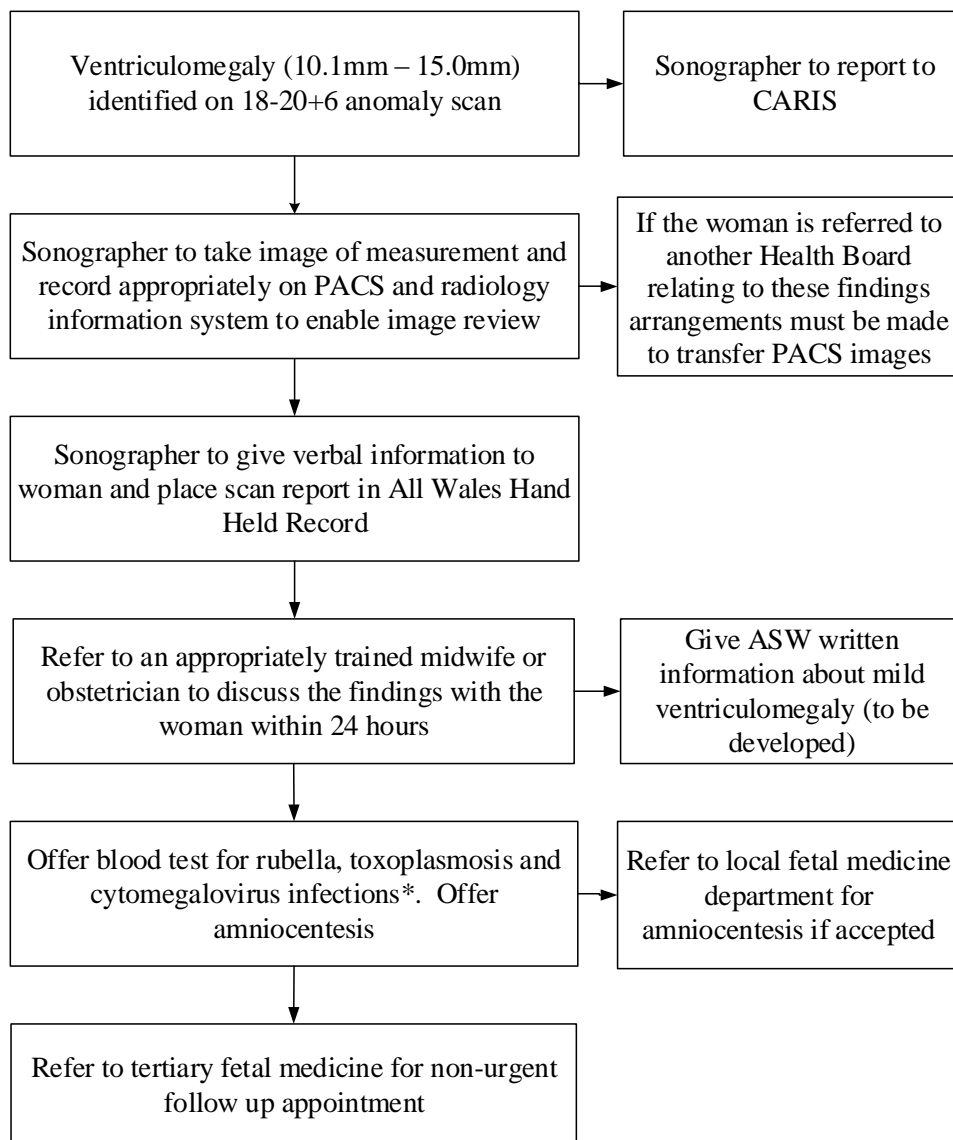 Ventriculomegaly (10.1mm – 15.0mm)
identified on 18-20+6 anomaly scan
Sonographer to report to
CARIS
Sonographer to take image of measurement and
record appropriately on PACS and radiology
information system to enable image review
If the woman is referred to
another Health Board
relating to these findings
arrangements must be made
to transfer PACS images
Sonographer to give verbal information to
woman and place scan report in All Wales Hand
Held Record
Refer to an appropriately trained midwife or
obstetrician to discuss the findings with the
woman within 24 hours
Give ASW written
information about mild
ventriculomegaly (to be
developed)
Offer blood test for rubella, toxoplasmosis and
cytomegalovirus infections*.  Offer
amniocentesis
Refer to local fetal medicine
department for
amniocentesis if accepted
Refer to tertiary fetal medicine for non-urgent
follow up appointment